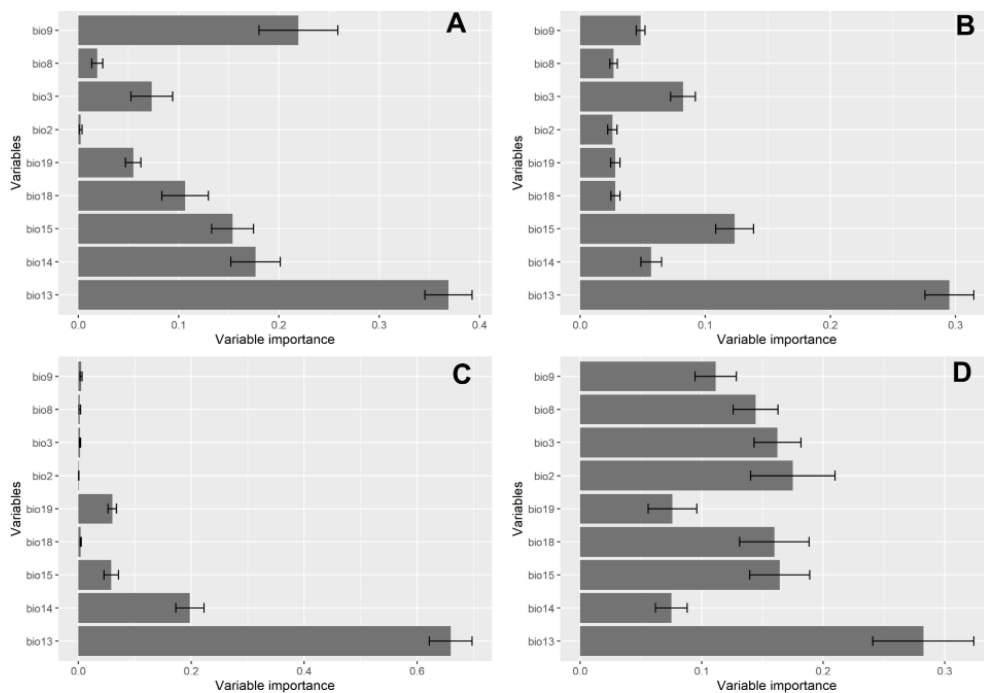 A
Variables
bio9
bio8
bio3
bio2
bio19
bio18
bio15
bio14
bio13
0.0 0.1 0.2 0.3 0.4
Variable importance
B
Variables
bio9
bio8
bio3
bio2
bio19
bio18
bio15
bio14
bio13
0.0 0.1 0.2 0.3
Variable importance
C
Variables
bio9
bio8
bio3
bio2
bio19
bio18
bio15
bio14
bio13
0.0 0.2 0.4 0.6
Variable importance
D
Variables
bio9
bio8
bio3
bio2
bio19
bio18
bio15
bio14
bio13
0.0 0.1 0.2 0.3
Variable importance